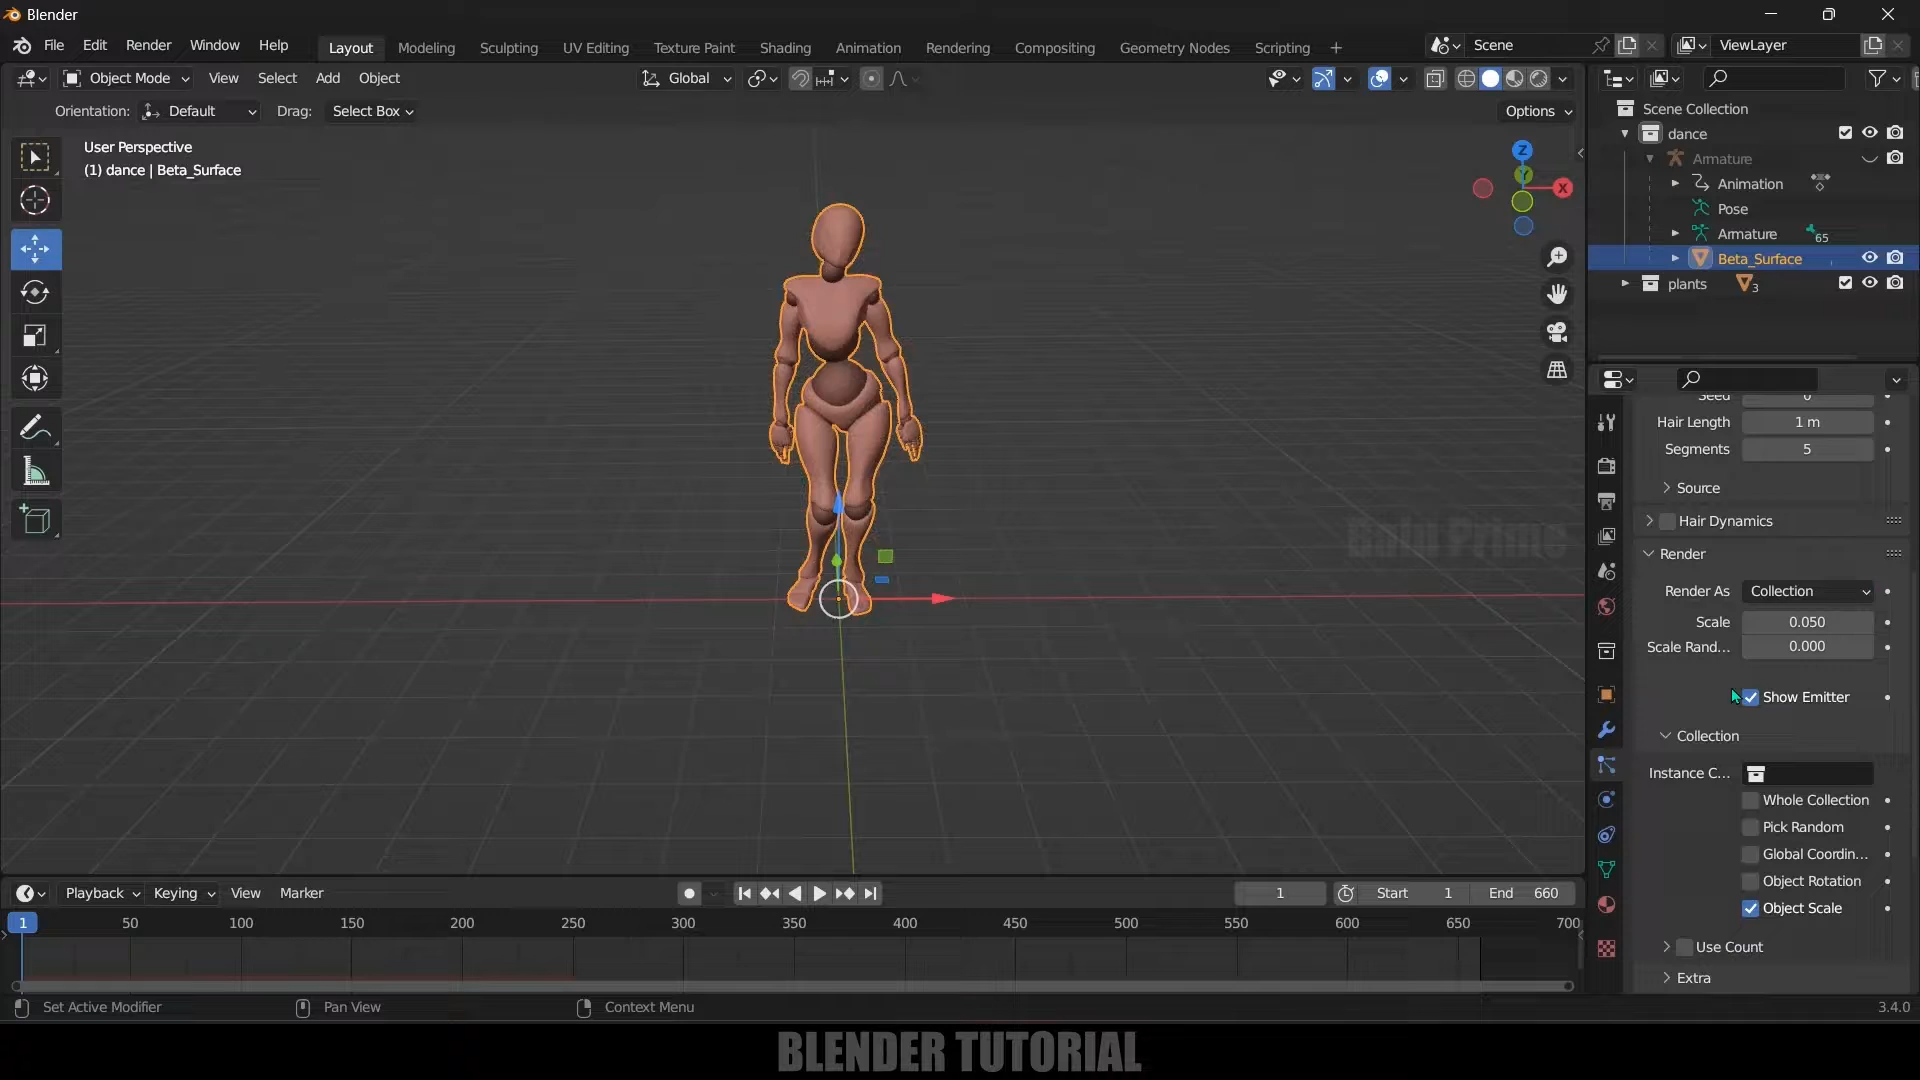 Blender
File Edit Render Window Help Layout Modeling Sculpting UV Editing Texture Paint Shading Animation Rendering Compositing Geometry Nodes Scripting + Scene ViewLayer
Object Mode View Select Add Object Global
Orientation: Default Drag: Select Box Options
User Perspective
(1) dance | Beta_Surface
Z
Y
X
Scene Collection
dance
Armature
Animation
Pose
Armature 65
Beta_Surface
plants 3
Seed 0
Hair Length 1 m
Segments 5
Source
Hair Dynamics
Render
Render As Collection
Scale 0.050
Scale Rand... 0.000
Show Emitter
Collection
Instance C...
Whole Collection
Pick Random
Global Coordin...
Object Rotation
Object Scale
Use Count
Extra
Balu Prime
Playback Keying View Marker 1 Start 1 End 660
1 50 100 150 200 250 300 350 400 450 500 550 600 650 700
Set Active Modifier Pan View Context Menu 3.4.0
BLENDER TUTORIAL